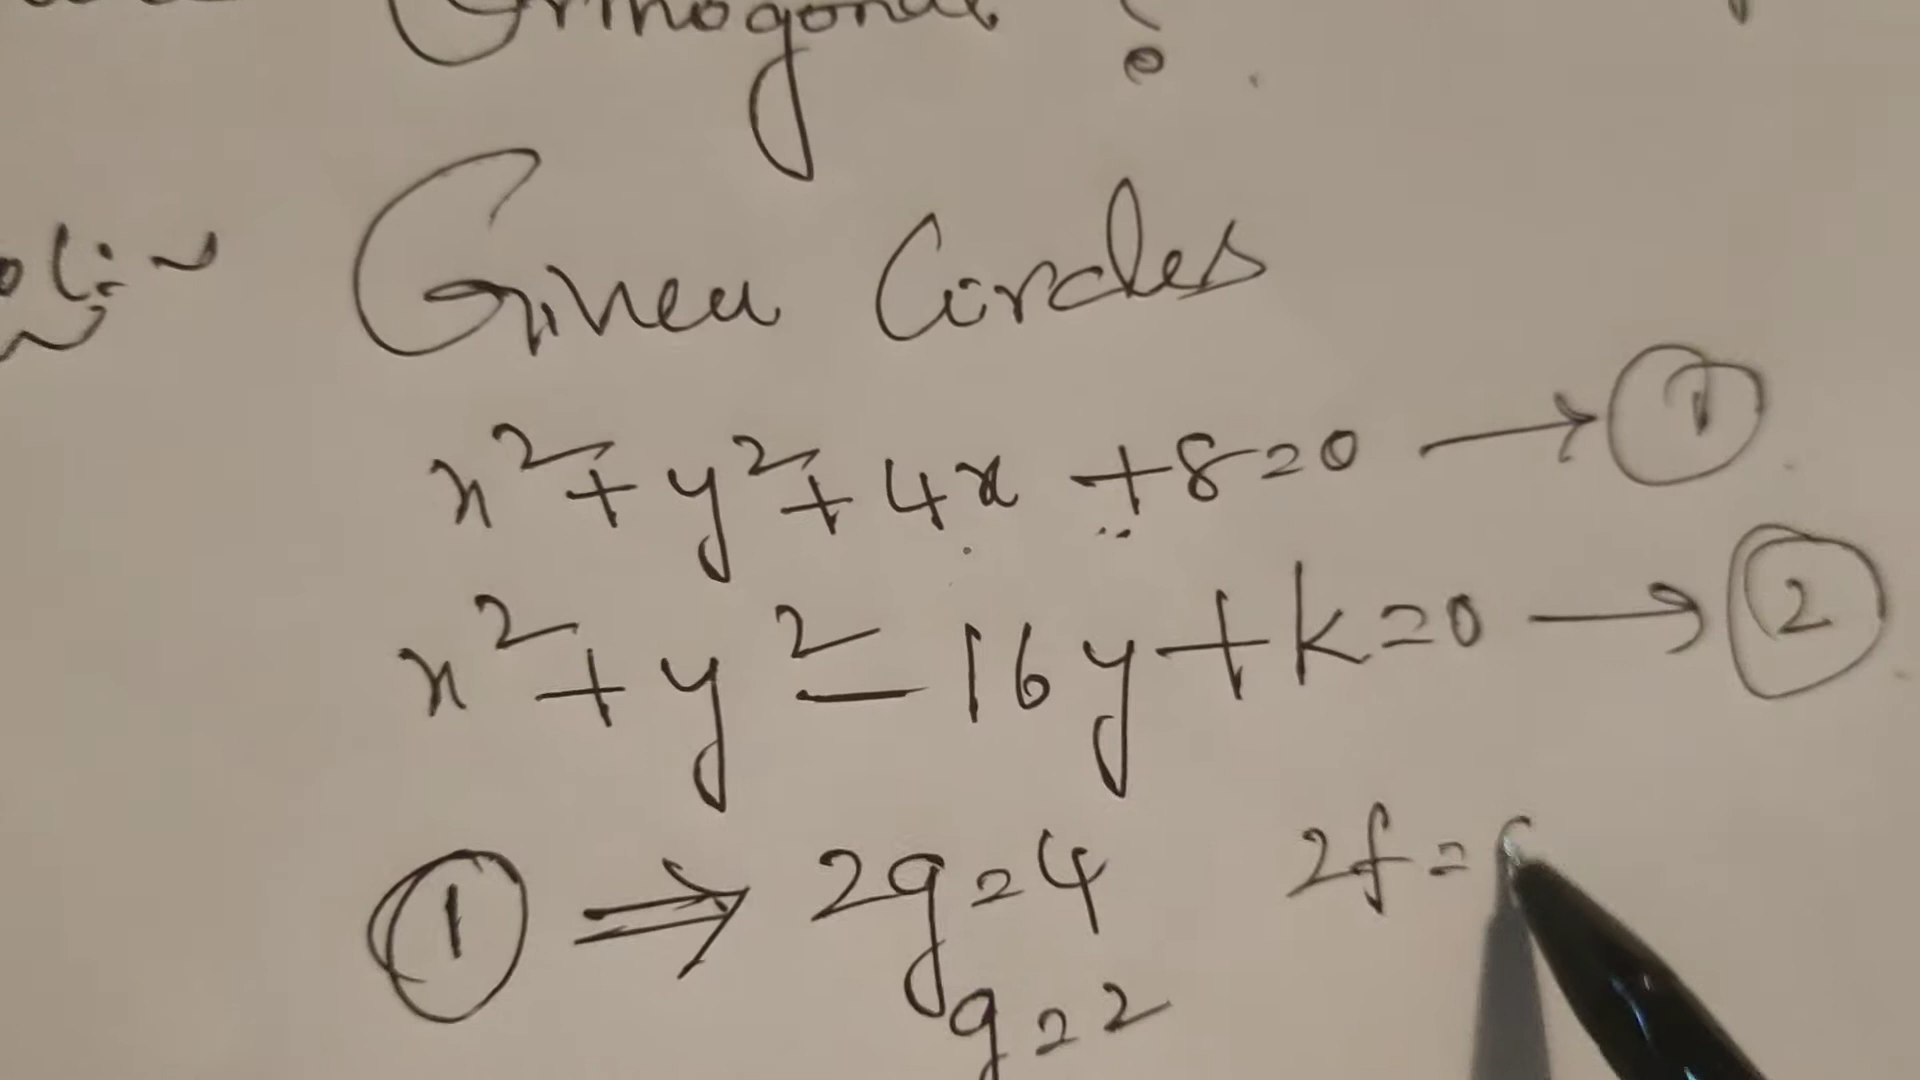 Orthogonal ?
Given Circles
x²+y²+4x+8=0 → ①
x²+y²-16y+k=0 → ②
① ⇒ 2g=4 2f=
g=2